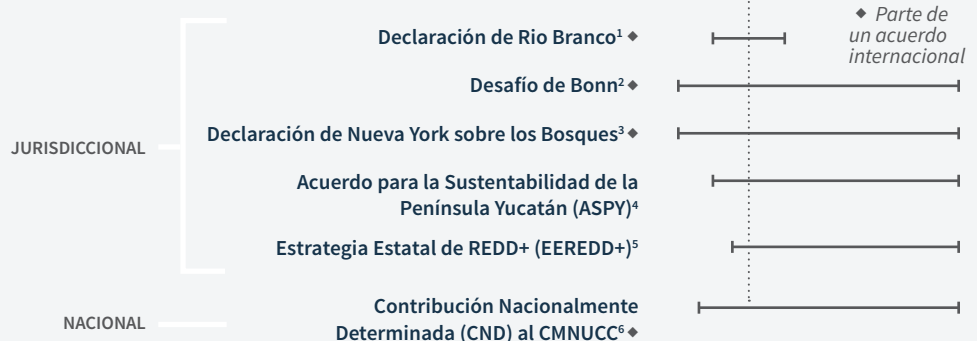 ◆ Parte de
un acuerdo
internacional
Declaración de Rio Branco¹ ◆
Desafío de Bonn² ◆
Declaración de Nueva York sobre los Bosques³ ◆
JURISDICCIONAL
Acuerdo para la Sustentabilidad de la
Península Yucatán (ASPY)⁴
Estrategia Estatal de REDD+ (EEREDD+)⁵
Contribución Nacionalmente
NACIONAL
Determinada (CND) al CMNUCC⁶ ◆